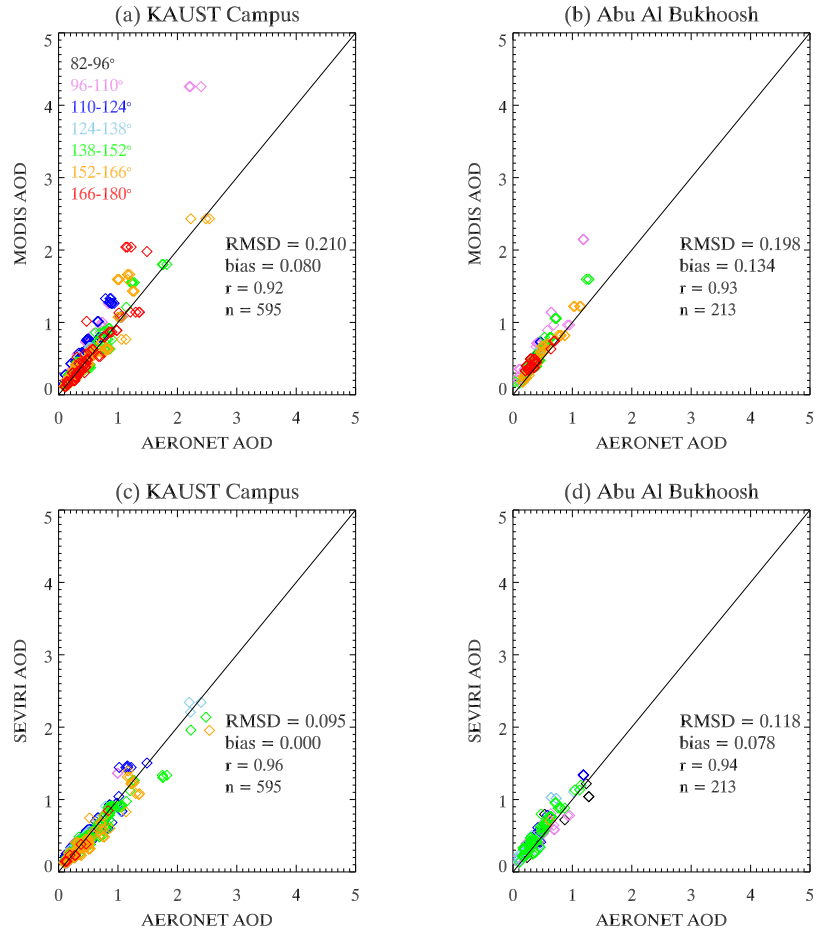 (a) KAUST Campus
5
4
3
2
1
0
MODIS AOD
82-96°
96-110°
110-124°
124-138°
138-152°
152-166°
166-180°
RMSD = 0.210
bias = 0.080
r = 0.92
n = 595
0 1 2 3 4 5
AERONET AOD
(b) Abu Al Bukhoosh
5
4
3
2
1
0
MODIS AOD
RMSD = 0.198
bias = 0.134
r = 0.93
n = 213
0 1 2 3 4 5
AERONET AOD
(c) KAUST Campus
5
4
3
2
1
0
SEVIRI AOD
RMSD = 0.095
bias = 0.000
r = 0.96
n = 595
0 1 2 3 4 5
AERONET AOD
(d) Abu Al Bukhoosh
5
4
3
2
1
0
SEVIRI AOD
RMSD = 0.118
bias = 0.078
r = 0.94
n = 213
0 1 2 3 4 5
AERONET AOD